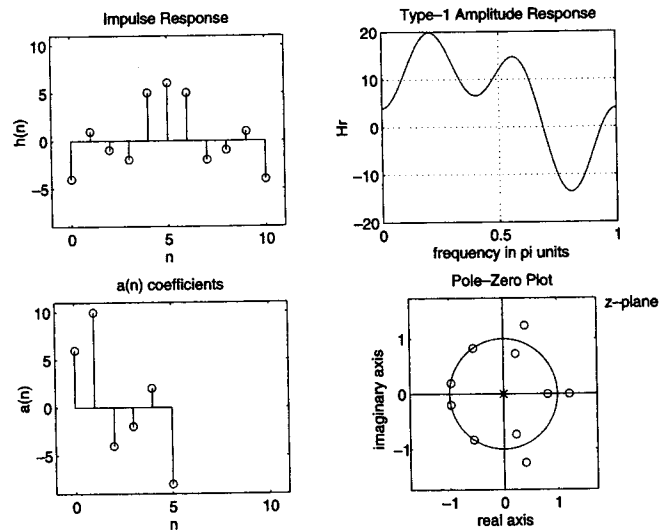 Impulse Response
10
5
0
−5
h(n)
0
5
10
n
Type−1 Amplitude Response
20
10
0
−10
−20
Hr
0
0.5
1
frequency in pi units
a(n) coefficients
10
5
0
−5
a(n)
0
5
10
n
Pole−Zero Plot
z−plane
1
0
−1
imaginary axis
−1
0
1
real axis